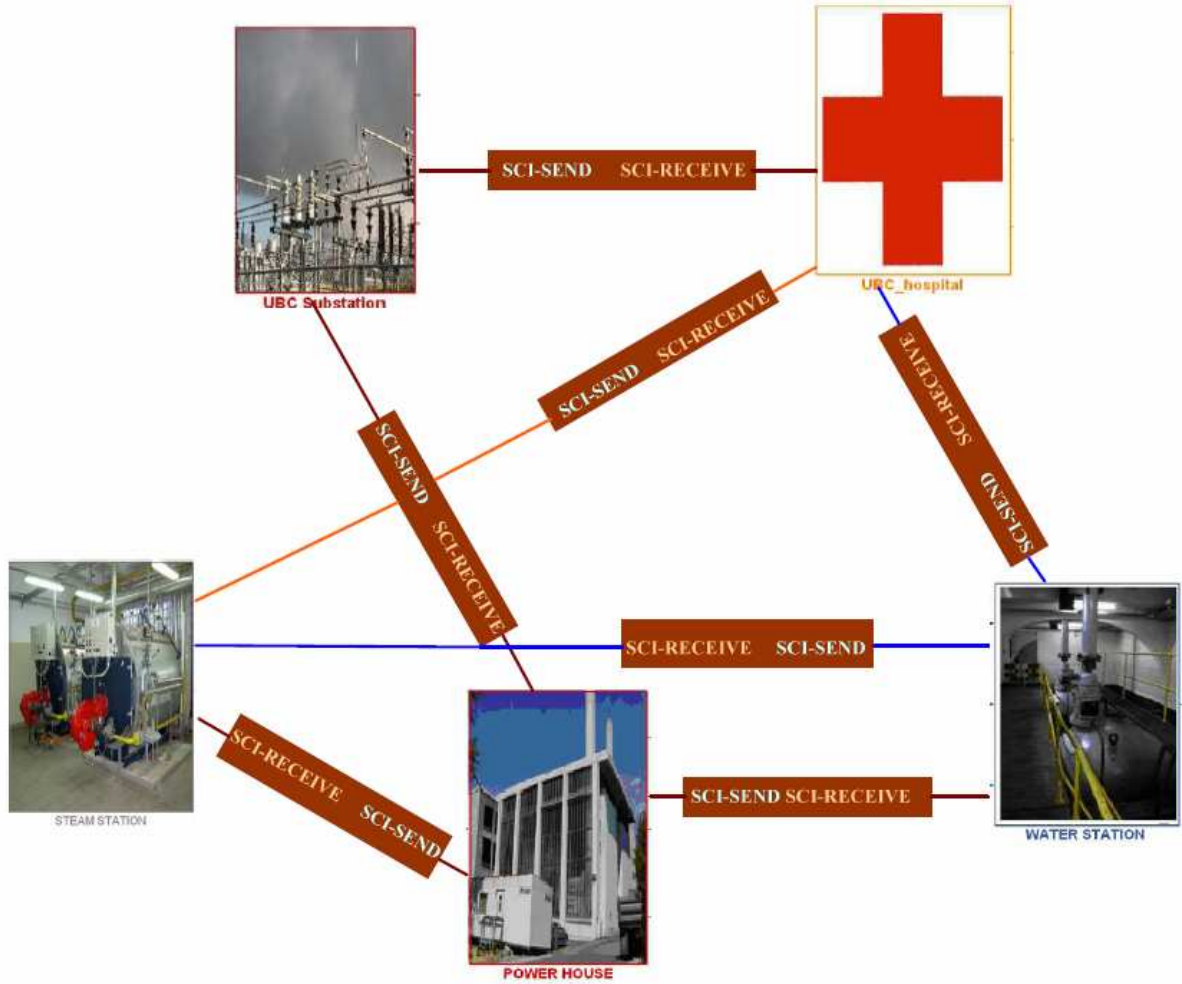 SCI-SEND SCI-RECEIVE
UBC Substation
UBC_hospital
SCI-SEND SCI-RECEIVE
SCI-RECEIVE SCI-SEND
SCI-SEND SCI-RECEIVE
SCI-RECEIVE SCI-SEND
SCI-RECEIVE SCI-SEND
SCI-SEND SCI-RECEIVE
STEAM STATION
WATER STATION
POWER HOUSE